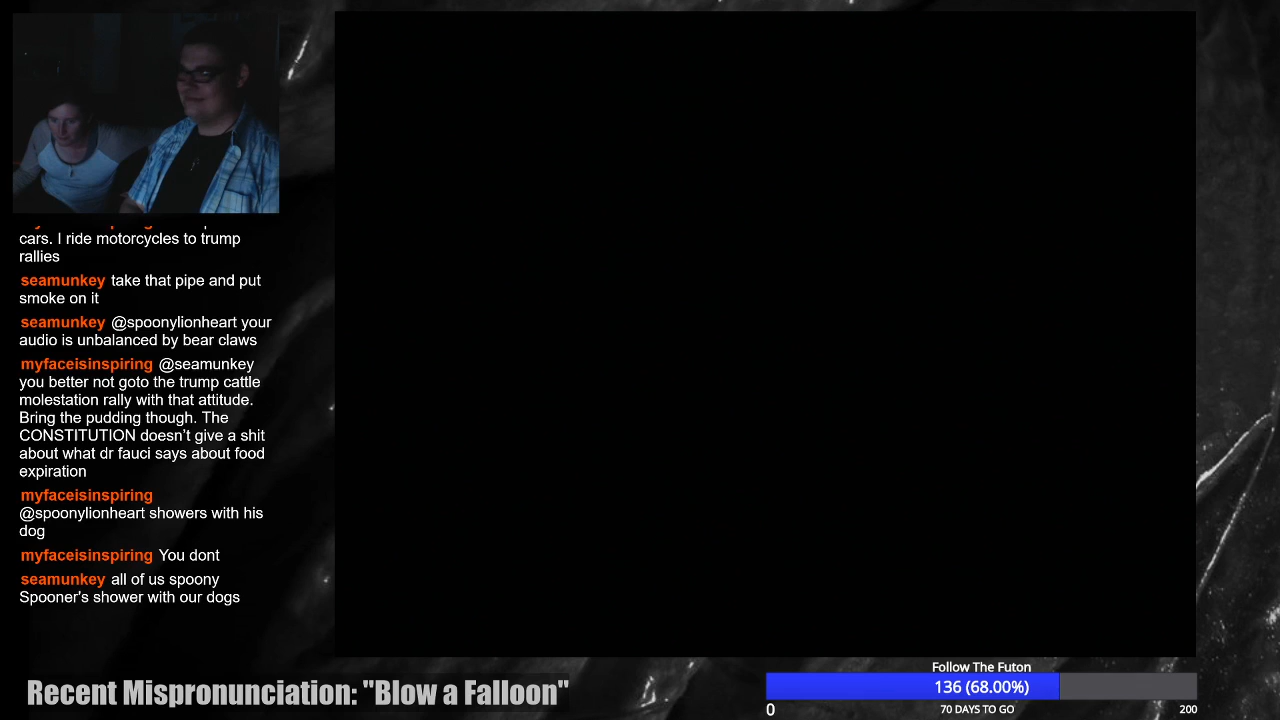 cars. I ride motorcycles to trump
rallies
seamunkey take that pipe and put
smoke on it
seamunkey @spoonylionheart your
audio is unbalanced by bear claws
myfaceisinspiring @seamunkey
you better not goto the trump cattle
molestation rally with that attitude.
Bring the pudding though. The
CONSTITUTION doesn't give a shit
about what dr fauci says about food
expiration
myfaceisinspiring
@spoonylionheart showers with his
dog
myfaceisinspiring You dont
seamunkey all of us spoony
Spooner's shower with our dogs
Recent Mispronunciation: "Blow a Falloon"
Follow The Futon
136 (68.00%)
0 70 DAYS TO GO 200